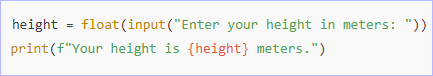 height = float(input("Enter your height in meters: "))
print(f"Your height is {height} meters.")